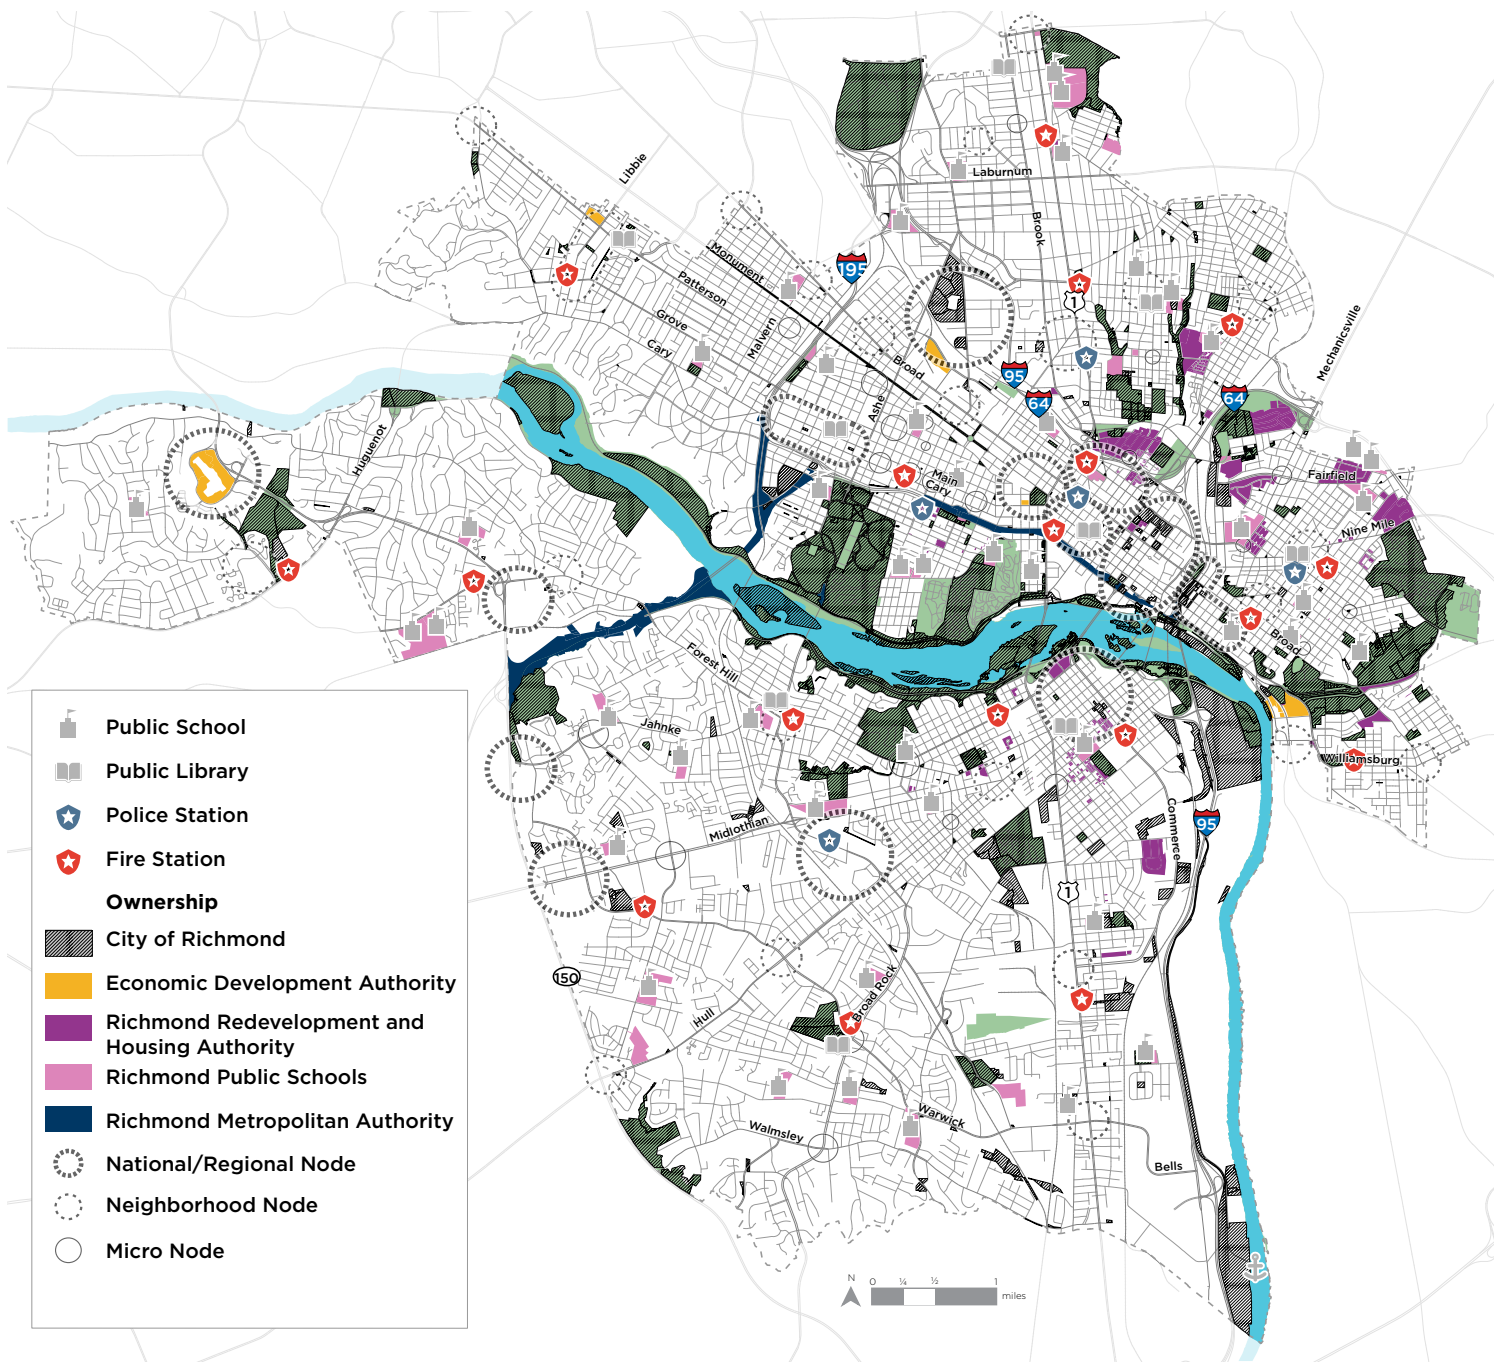 Libbie
Laburnum
Brook
Monument
195
Patterson
1
Grove
Malvern
Cary
Mechanicsville
Broad
95
64
64
Ashe
Huguenot
Main
Cary
Fairfield
Nine Mile
Broad
Forest Hill
Jahnke
Williamsburg
Midlothian
Commerce
95
1
150
Broad Rock
Hull
Warwick
Walmsley
Bells
Public School
Public Library
Police Station
Fire Station
Ownership
City of Richmond
Economic Development Authority
Richmond Redevelopment and
Housing Authority
Richmond Public Schools
Richmond Metropolitan Authority
National/Regional Node
Neighborhood Node
Micro Node
N
0 ¼ ½ 1
miles